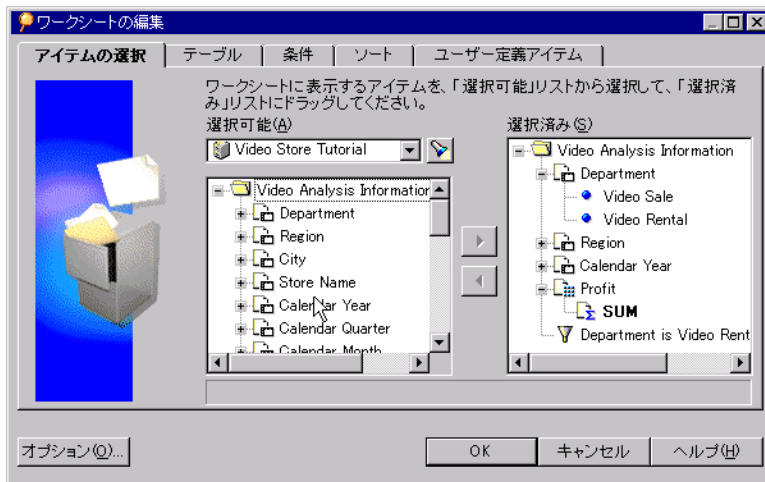 ワークシートの編集
アイテムの選択 テーブル 条件 ソート ユーザー定義アイテム
ワークシートに表示するアイテムを、「選択可能」リストから選択して、「選択済
み」リストにドラッグしてください。
選択可能(A)
Video Store Tutorial
Video Analysis Information
Department
Region
City
Store Name
Calendar Year
Calendar Quarter
Calendar Month
選択済み(S)
Video Analysis Information
Department
Video Sale
Video Rental
Region
Calendar Year
Profit
SUM
Department is Video Rent
オプション(O)... OK キャンセル ヘルプ(H)